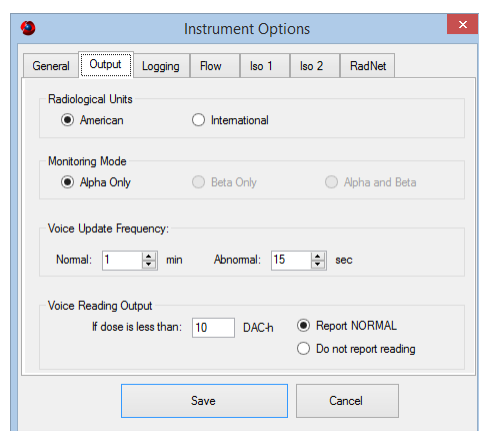 Instrument Options
×
General Output Logging Flow Iso 1 Iso 2 RadNet
Radiological Units
American International
Monitoring Mode
Alpha Only Beta Only Alpha and Beta
Voice Update Frequency:
Normal: 1 min Abnormal: 15 sec
Voice Reading Output
If dose is less than: 10 DAC-h Report NORMAL
Do not report reading
Save Cancel